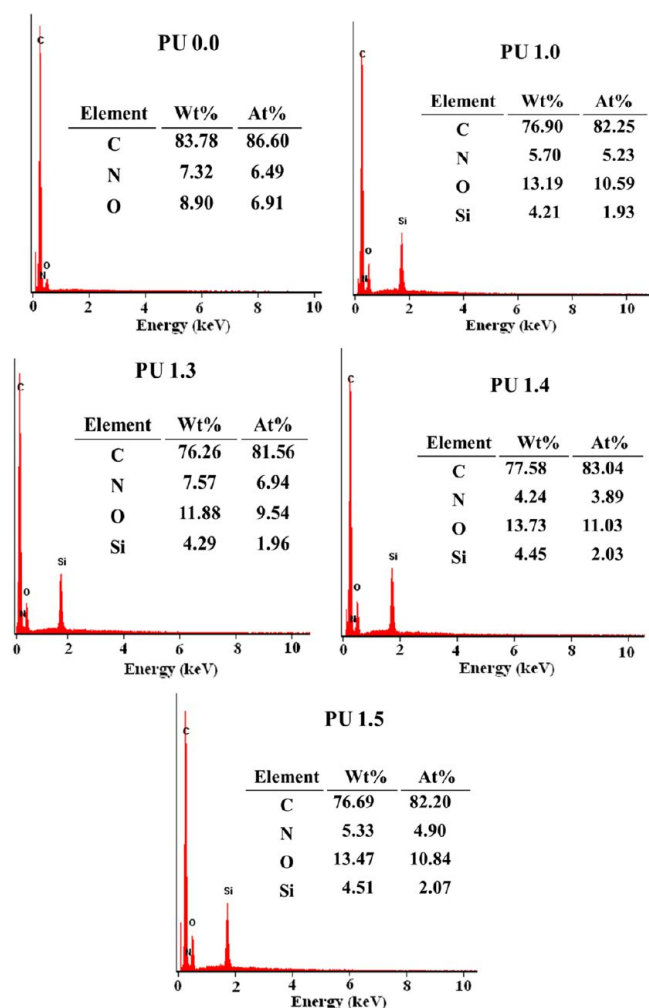 PU 0.0
C
Element Wt% At%
C 83.78 86.60
N 7.32 6.49
O 8.90 6.91
O
N
0 2 4 6 8 10
Energy (keV)
PU 1.0
C
Element Wt% At%
C 76.90 82.25
N 5.70 5.23
O 13.19 10.59
Si 4.21 1.93
Si
O
N
0 2 4 6 8 10
Energy (keV)
PU 1.3
C
Element Wt% At%
C 76.26 81.56
N 7.57 6.94
O 11.88 9.54
Si 4.29 1.96
Si
O
N
0 2 4 6 8 10
Energy (keV)
PU 1.4
C
Element Wt% At%
C 77.58 83.04
N 4.24 3.89
O 13.73 11.03
Si 4.45 2.03
Si
O
N
0 2 4 6 8 10
Energy (keV)
PU 1.5
C
Element Wt% At%
C 76.69 82.20
N 5.33 4.90
O 13.47 10.84
Si 4.51 2.07
Si
O
N
0 2 4 6 8 10
Energy (keV)